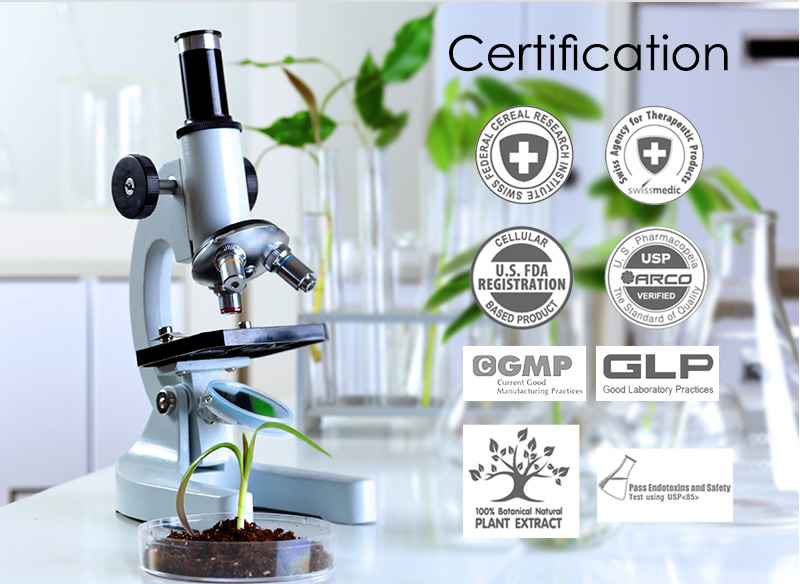 Certification
SWISS FEDERAL CEREAL RESEARCH INSTITUTE
Swiss Agency for Therapeutic Products
swissmedic
CELLULAR
U.S. FDA
REGISTRATION
BASED PRODUCT
U.S. Pharmacopeia
USP
ARCO
VERIFIED
The Standard of Quality
CGMP
Current Good
Manufacturing Practices
GLP
Good Laboratory Practices
100% Botanical Natural
PLANT EXTRACT
Pass Endotoxins and Safety
Test using USP<85>